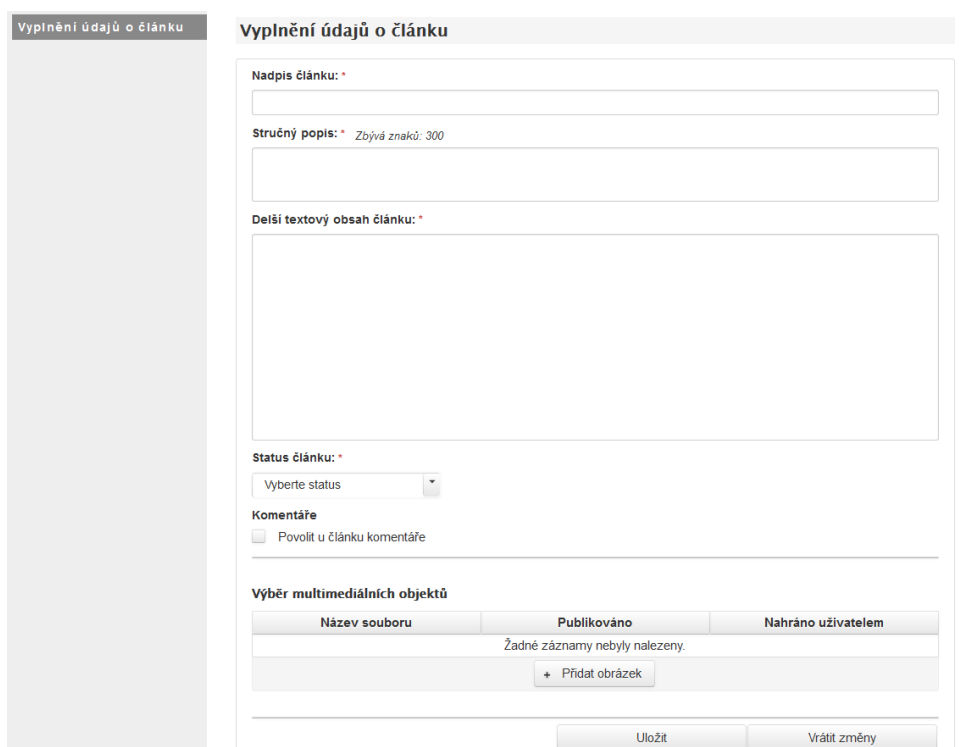 Vyplnění údajů o článku
Vyplnění údajů o článku
Nadpis článku: *
Stručný popis: * Zbývá znaků: 300
Delší textový obsah článku: *
Status článku: *
Vyberte status
Komentáře
Povolit u článku komentáře
Výběr multimediálních objektů
Název souboru Publikováno Nahráno uživatelem
Žádné záznamy nebyly nalezeny.
+ Přidat obrázek
Uložit Vrátit změny